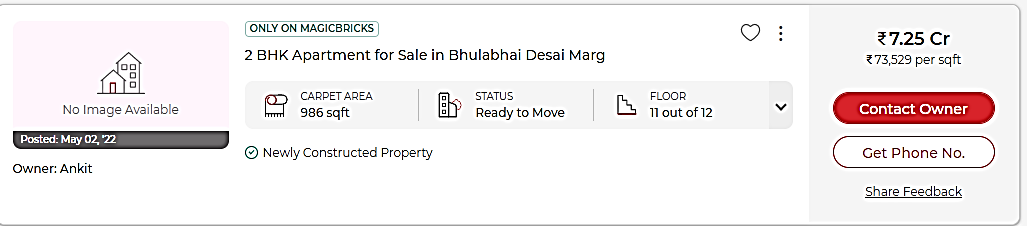 No Image Available
Posted: May 02, '22
Owner: Ankit
ONLY ON MAGICBRICKS
2 BHK Apartment for Sale in Bhulabhai Desai Marg
CARPET AREA
986 sqft
STATUS
Ready to Move
FLOOR
11 out of 12
Newly Constructed Property
₹7.25 Cr
₹73,529 per sqft
Contact Owner
Get Phone No.
Share Feedback